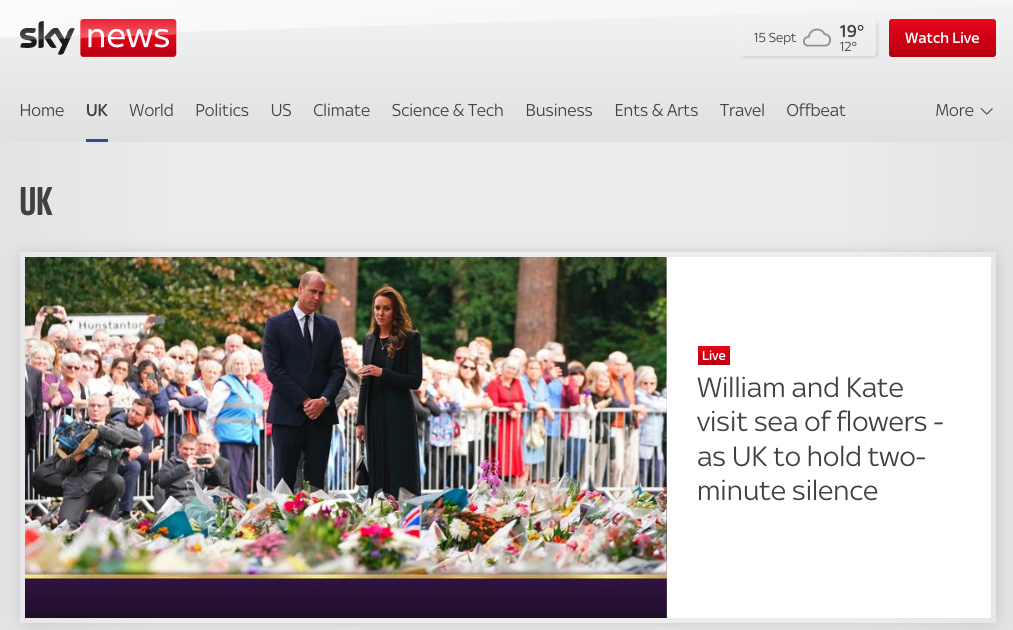 sky news
15 Sept
19°
12°
Watch Live
Home UK World Politics US Climate Science & Tech Business Ents & Arts Travel Offbeat More
UK
Hunstanton
Live
William and Kate
visit sea of flowers -
as UK to hold two-
minute silence